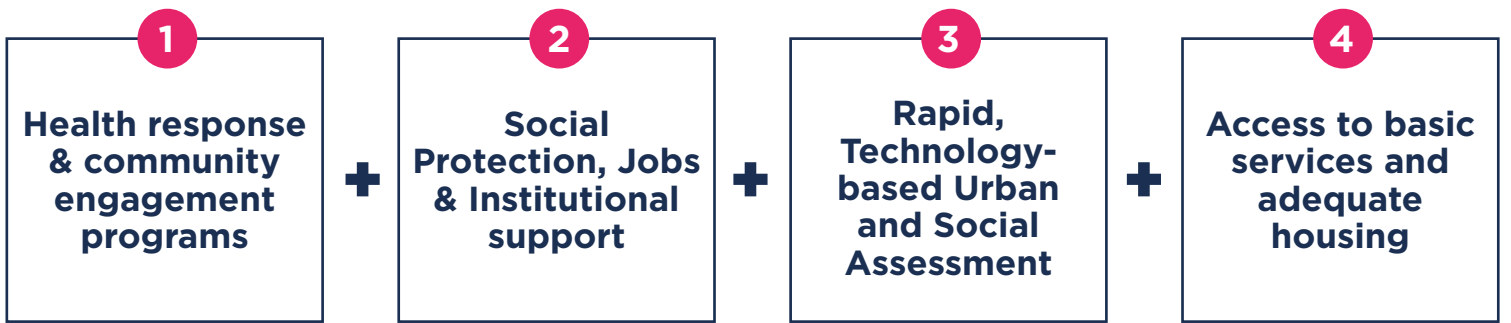 1
Health response
& community
engagement
programs
+
2
Social
Protection, Jobs
& Institutional
support
+
3
Rapid,
Technology-
based Urban
and Social
Assessment
+
4
Access to basic
services and
adequate
housing